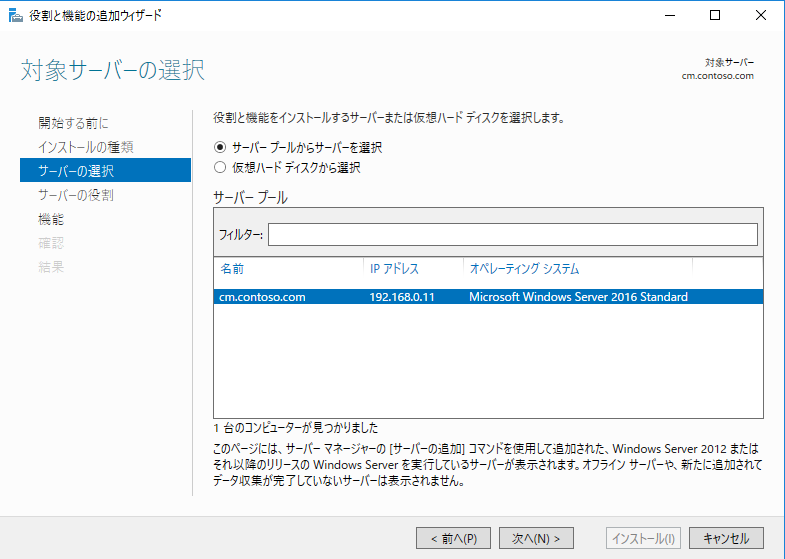 役割と機能の追加ウィザード
対象サーバーの選択
対象サーバー
cm.contoso.com
開始する前に
インストールの種類
サーバーの選択
サーバーの役割
機能
確認
結果
役割と機能をインストールするサーバーまたは仮想ハード ディスクを選択します。
サーバー プールからサーバーを選択
仮想ハード ディスクから選択
サーバー プール
フィルター:
名前 IP アドレス オペレーティング システム
cm.contoso.com 192.168.0.11 Microsoft Windows Server 2016 Standard
1 台のコンピューターが見つかりました
このページには、サーバー マネージャーの [サーバーの追加] コマンドを使用して追加された、Windows Server 2012 または
それ以降のリリースの Windows Server を実行しているサーバーが表示されます。オフライン サーバーや、新たに追加されて
データ収集が完了していないサーバーは表示されません。
< 前へ(P) 次へ(N) > インストール(I) キャンセル